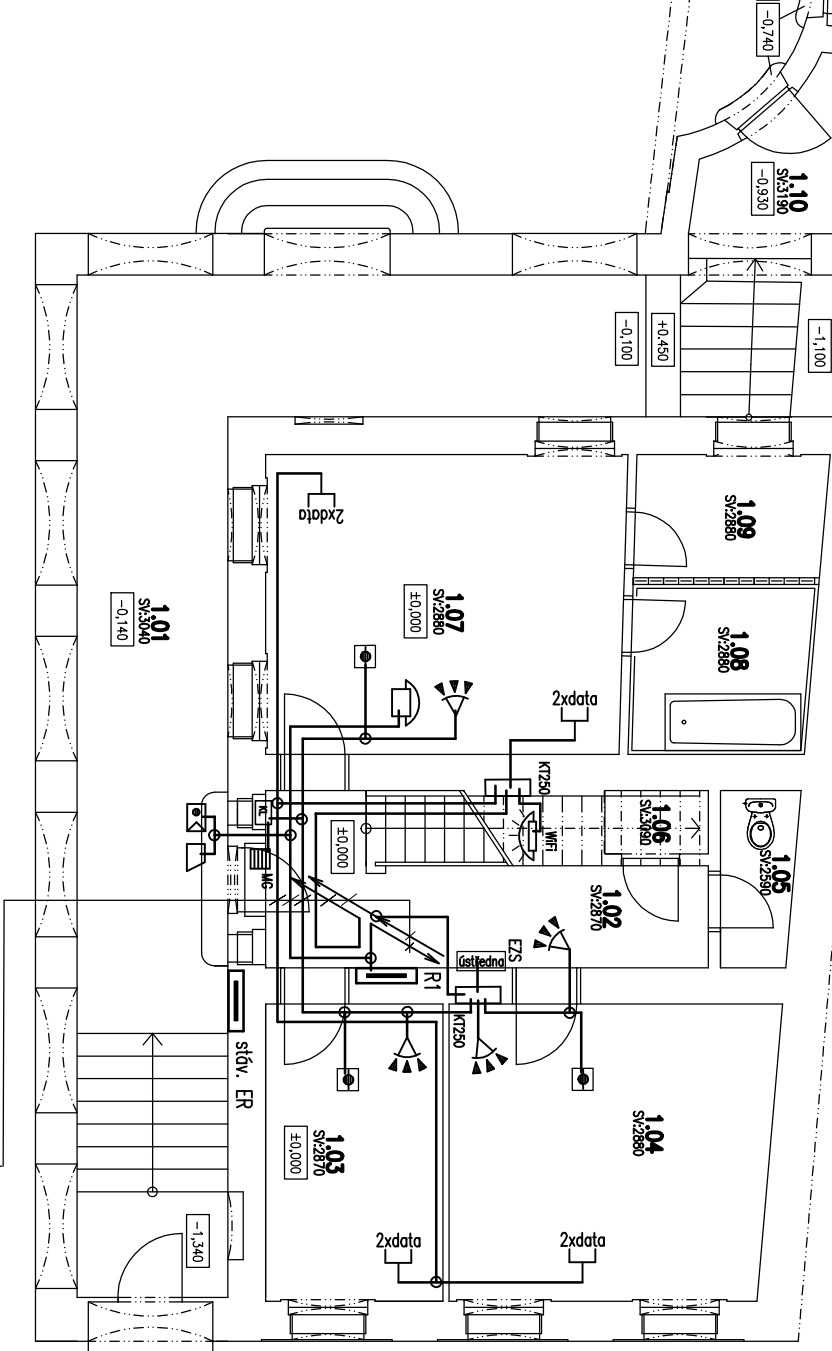 -0,740
1.10
SV:3190
-0,930
-1,100
+0.450
-0,100
1.09
SV:2880
2xdata
1.01
SV:3040
-0,140
1.07
SV:2880
±0,000
1.08
SV:2880
2xdata
KT250
WiFi
1.06
SV:3090
1.05
SV:2590
KL
MG
±0,000
1.02
SV:2870
EZS
ústředna
R1
KT250
stáv. ER
1.03
SV:2870
±0,000
1.04
SV:2880
-1,340
2xdata
2xdata